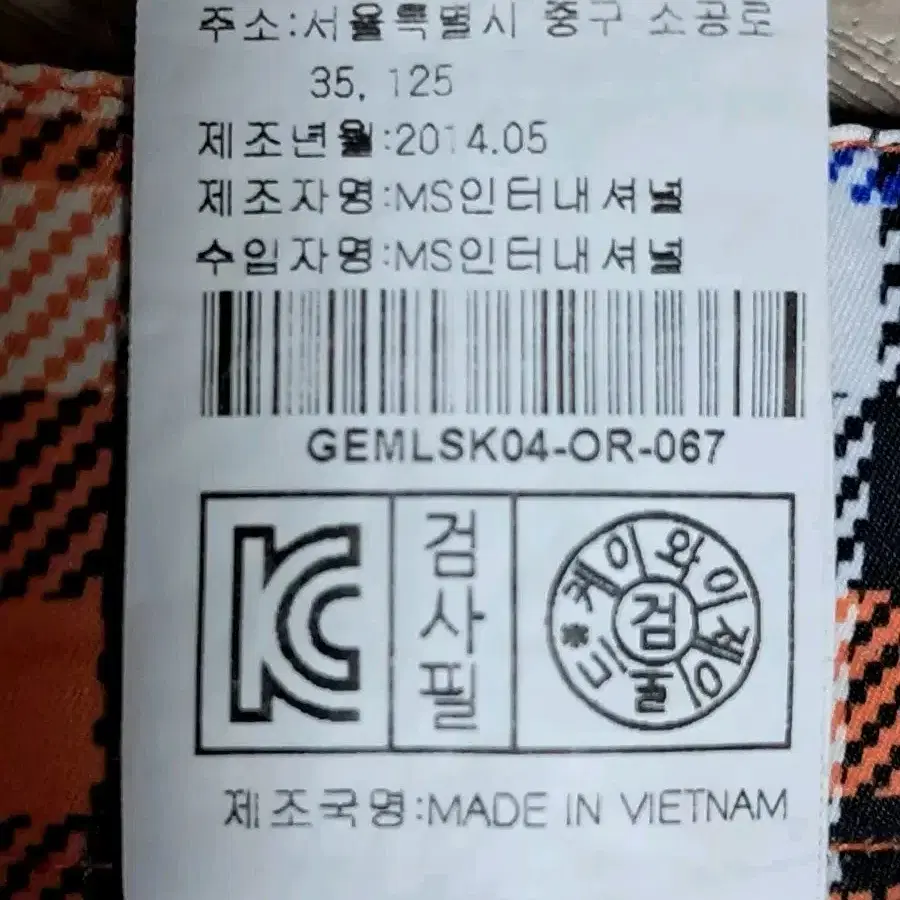 주소:서울특별시 중구 소공로
35, 125
제조년월:2014.05
제조자명:MS인터내셔널
수입자명:MS인터내셔널
GEMLSK04-OR-067
검사필
검
케이와이제이
제조국명:MADE IN VIETNAM